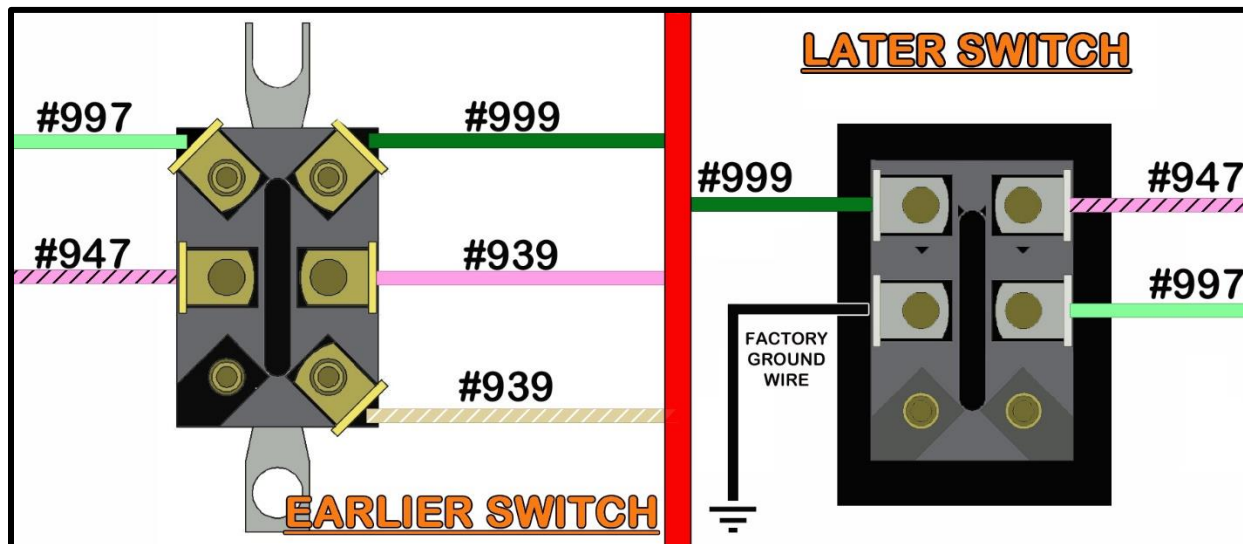 LATER SWITCH
#997
#999
#999
#947
#947
#939
#997
FACTORY
GROUND
WIRE
#939
EARLIER SWITCH